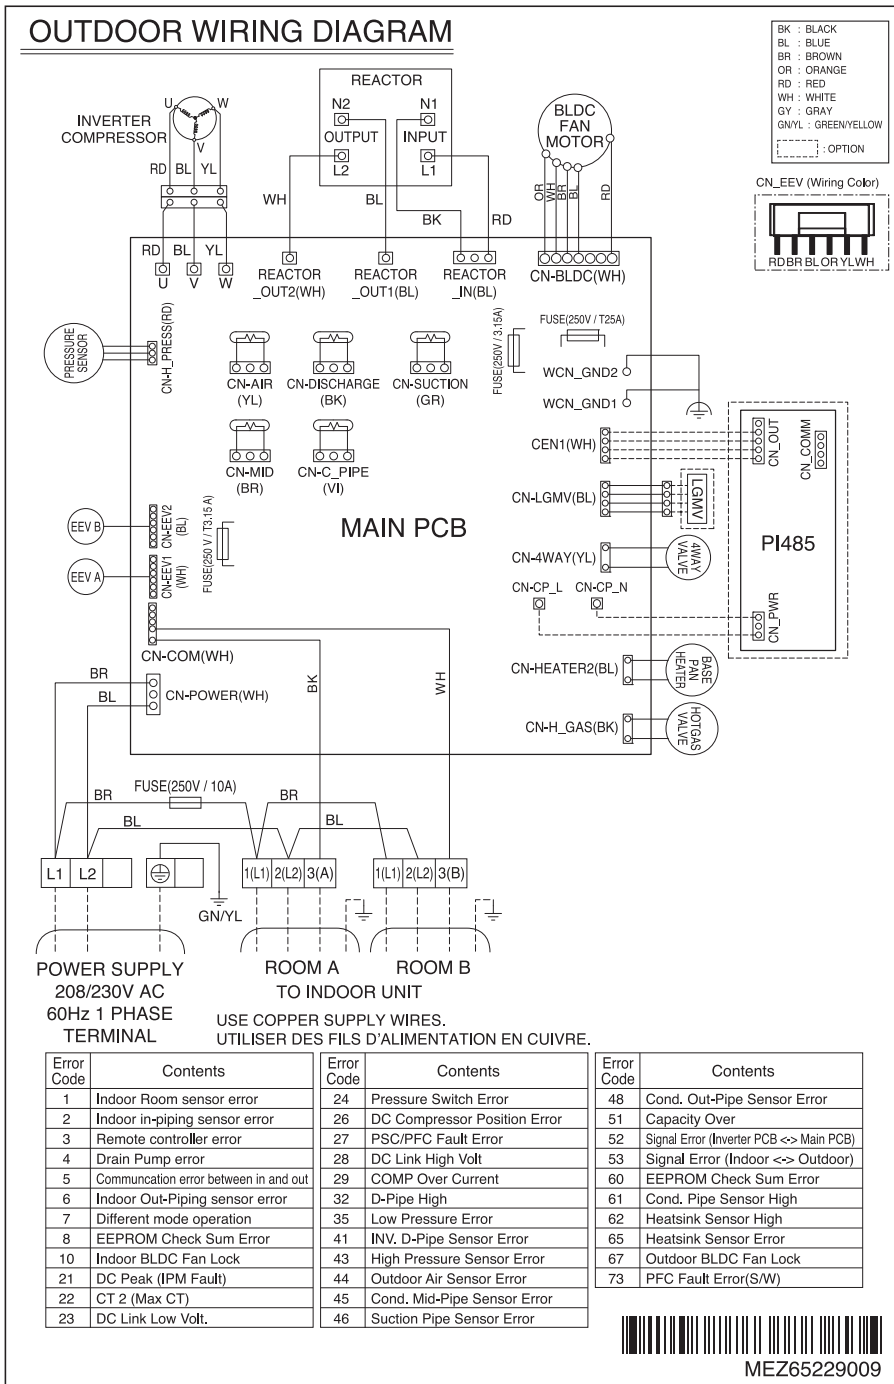 OUTDOOR WIRING DIAGRAM
BK : BLACK
BL : BLUE
BR : BROWN
OR : ORANGE
RD : RED
WH : WHITE
GY : GRAY
GN/YL : GREEN/YELLOW
: OPTION
CN_EEV (Wiring Color)
RD BR BL OR YL WH
INVERTER
COMPRESSOR
U
W
V
RD
BL
YL
REACTOR
N2
N1
OUTPUT
INPUT
L2
L1
BLDC
FAN
MOTOR
WH
BL
BK
RD
OR
WH
BR
BL
RD
RD
BL
YL
U
V
W
REACTOR
_OUT2(WH)
REACTOR
_OUT1(BL)
REACTOR
_IN(BL)
CN-BLDC(WH)
PRESSURE
SENSOR
CN-H_PRESS(RD)
CN-AIR
(YL)
CN-DISCHARGE
(BK)
CN-SUCTION
(GR)
FUSE(250V / 3.15A)
FUSE(250V / T25A)
WCN_GND2
WCN_GND1
CN-MID
(BR)
CN-C_PIPE
(VI)
CEN1(WH)
CN_OUT
CN_COMM
CN-LGMV(BL)
LGMV
PI485
EEV B
CN-EEV2
(BL)
EEV A
CN-EEV1
(WH)
FUSE(250 V / T3.15 A)
MAIN PCB
CN-4WAY(YL)
4WAY
VALVE
CN-CP_L
CN-CP_N
CN_PWR
CN-COM(WH)
BR
BL
CN-POWER(WH)
BK
WH
CN-HEATER2(BL)
BASE
PAN
HEATER
CN-H_GAS(BK)
HOTGAS
VALVE
FUSE(250V / 10A)
BR
BR
BL
BL
L1
L2
GN/YL
1(L1)
2(L2)
3(A)
1(L1)
2(L2)
3(B)
POWER SUPPLY
208/230V AC
60Hz 1 PHASE
TERMINAL
ROOM A
ROOM B
TO INDOOR UNIT
USE COPPER SUPPLY WIRES.
UTILISER DES FILS D'ALIMENTATION EN CUIVRE.
Error Code Contents
1 Indoor Room sensor error
2 Indoor in-piping sensor error
3 Remote controller error
4 Drain Pump error
5 Communcation error between in and out
6 Indoor Out-Piping sensor error
7 Different mode operation
8 EEPROM Check Sum Error
10 Indoor BLDC Fan Lock
21 DC Peak (IPM Fault)
22 CT 2 (Max CT)
23 DC Link Low Volt.
Error Code Contents
24 Pressure Switch Error
26 DC Compressor Position Error
27 PSC/PFC Fault Error
28 DC Link High Volt
29 COMP Over Current
32 D-Pipe High
35 Low Pressure Error
41 INV. D-Pipe Sensor Error
43 High Pressure Sensor Error
44 Outdoor Air Sensor Error
45 Cond. Mid-Pipe Sensor Error
46 Suction Pipe Sensor Error
Error Code Contents
48 Cond. Out-Pipe Sensor Error
51 Capacity Over
52 Signal Error (Inverter PCB <-> Main PCB)
53 Signal Error (Indoor <-> Outdoor)
60 EEPROM Check Sum Error
61 Cond. Pipe Sensor High
62 Heatsink Sensor High
65 Heatsink Sensor Error
67 Outdoor BLDC Fan Lock
73 PFC Fault Error(S/W)
MEZ65229009